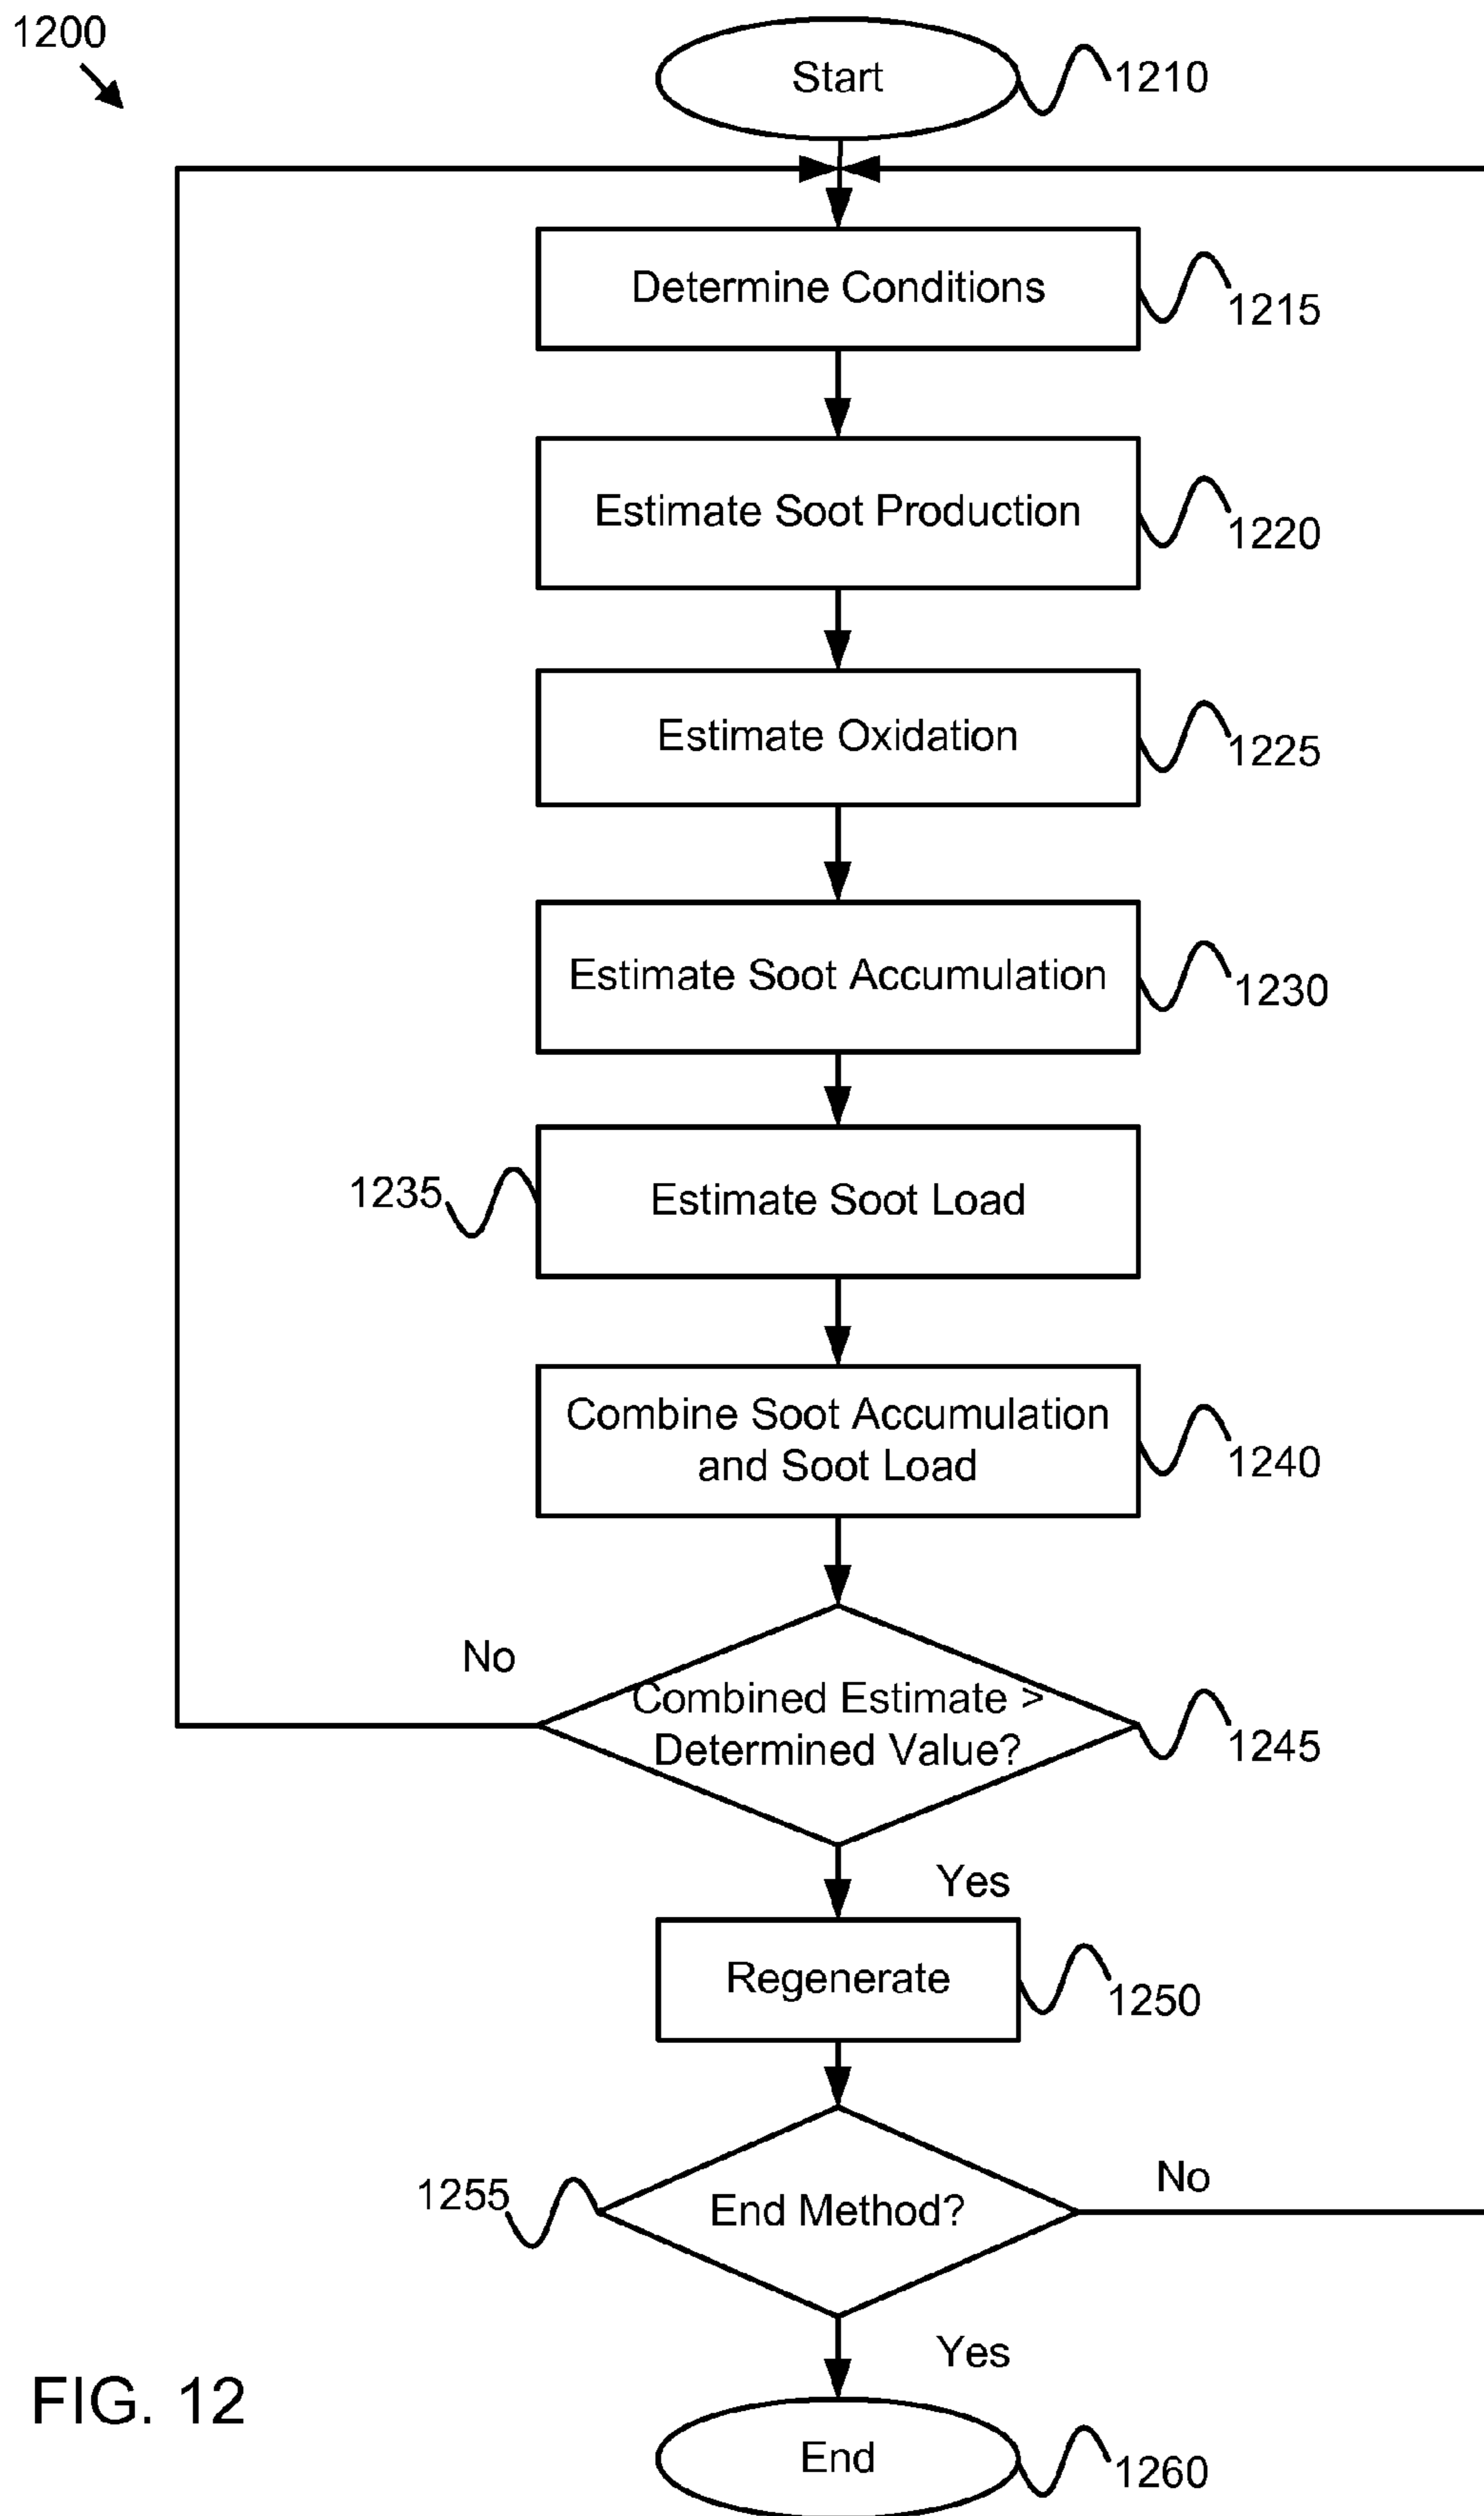 1200
Start
1210
Determine Conditions
1215
Estimate Soot Production
1220
Estimate Oxidation
1225
Estimate Soot Accumulation
1230
1235
Estimate Soot Load
Combine Soot Accumulation
and Soot Load
1240
No
Combined Estimate >
Determined Value?
1245
Yes
Regenerate
1250
1255
End Method?
No
Yes
FIG. 12
End
1260